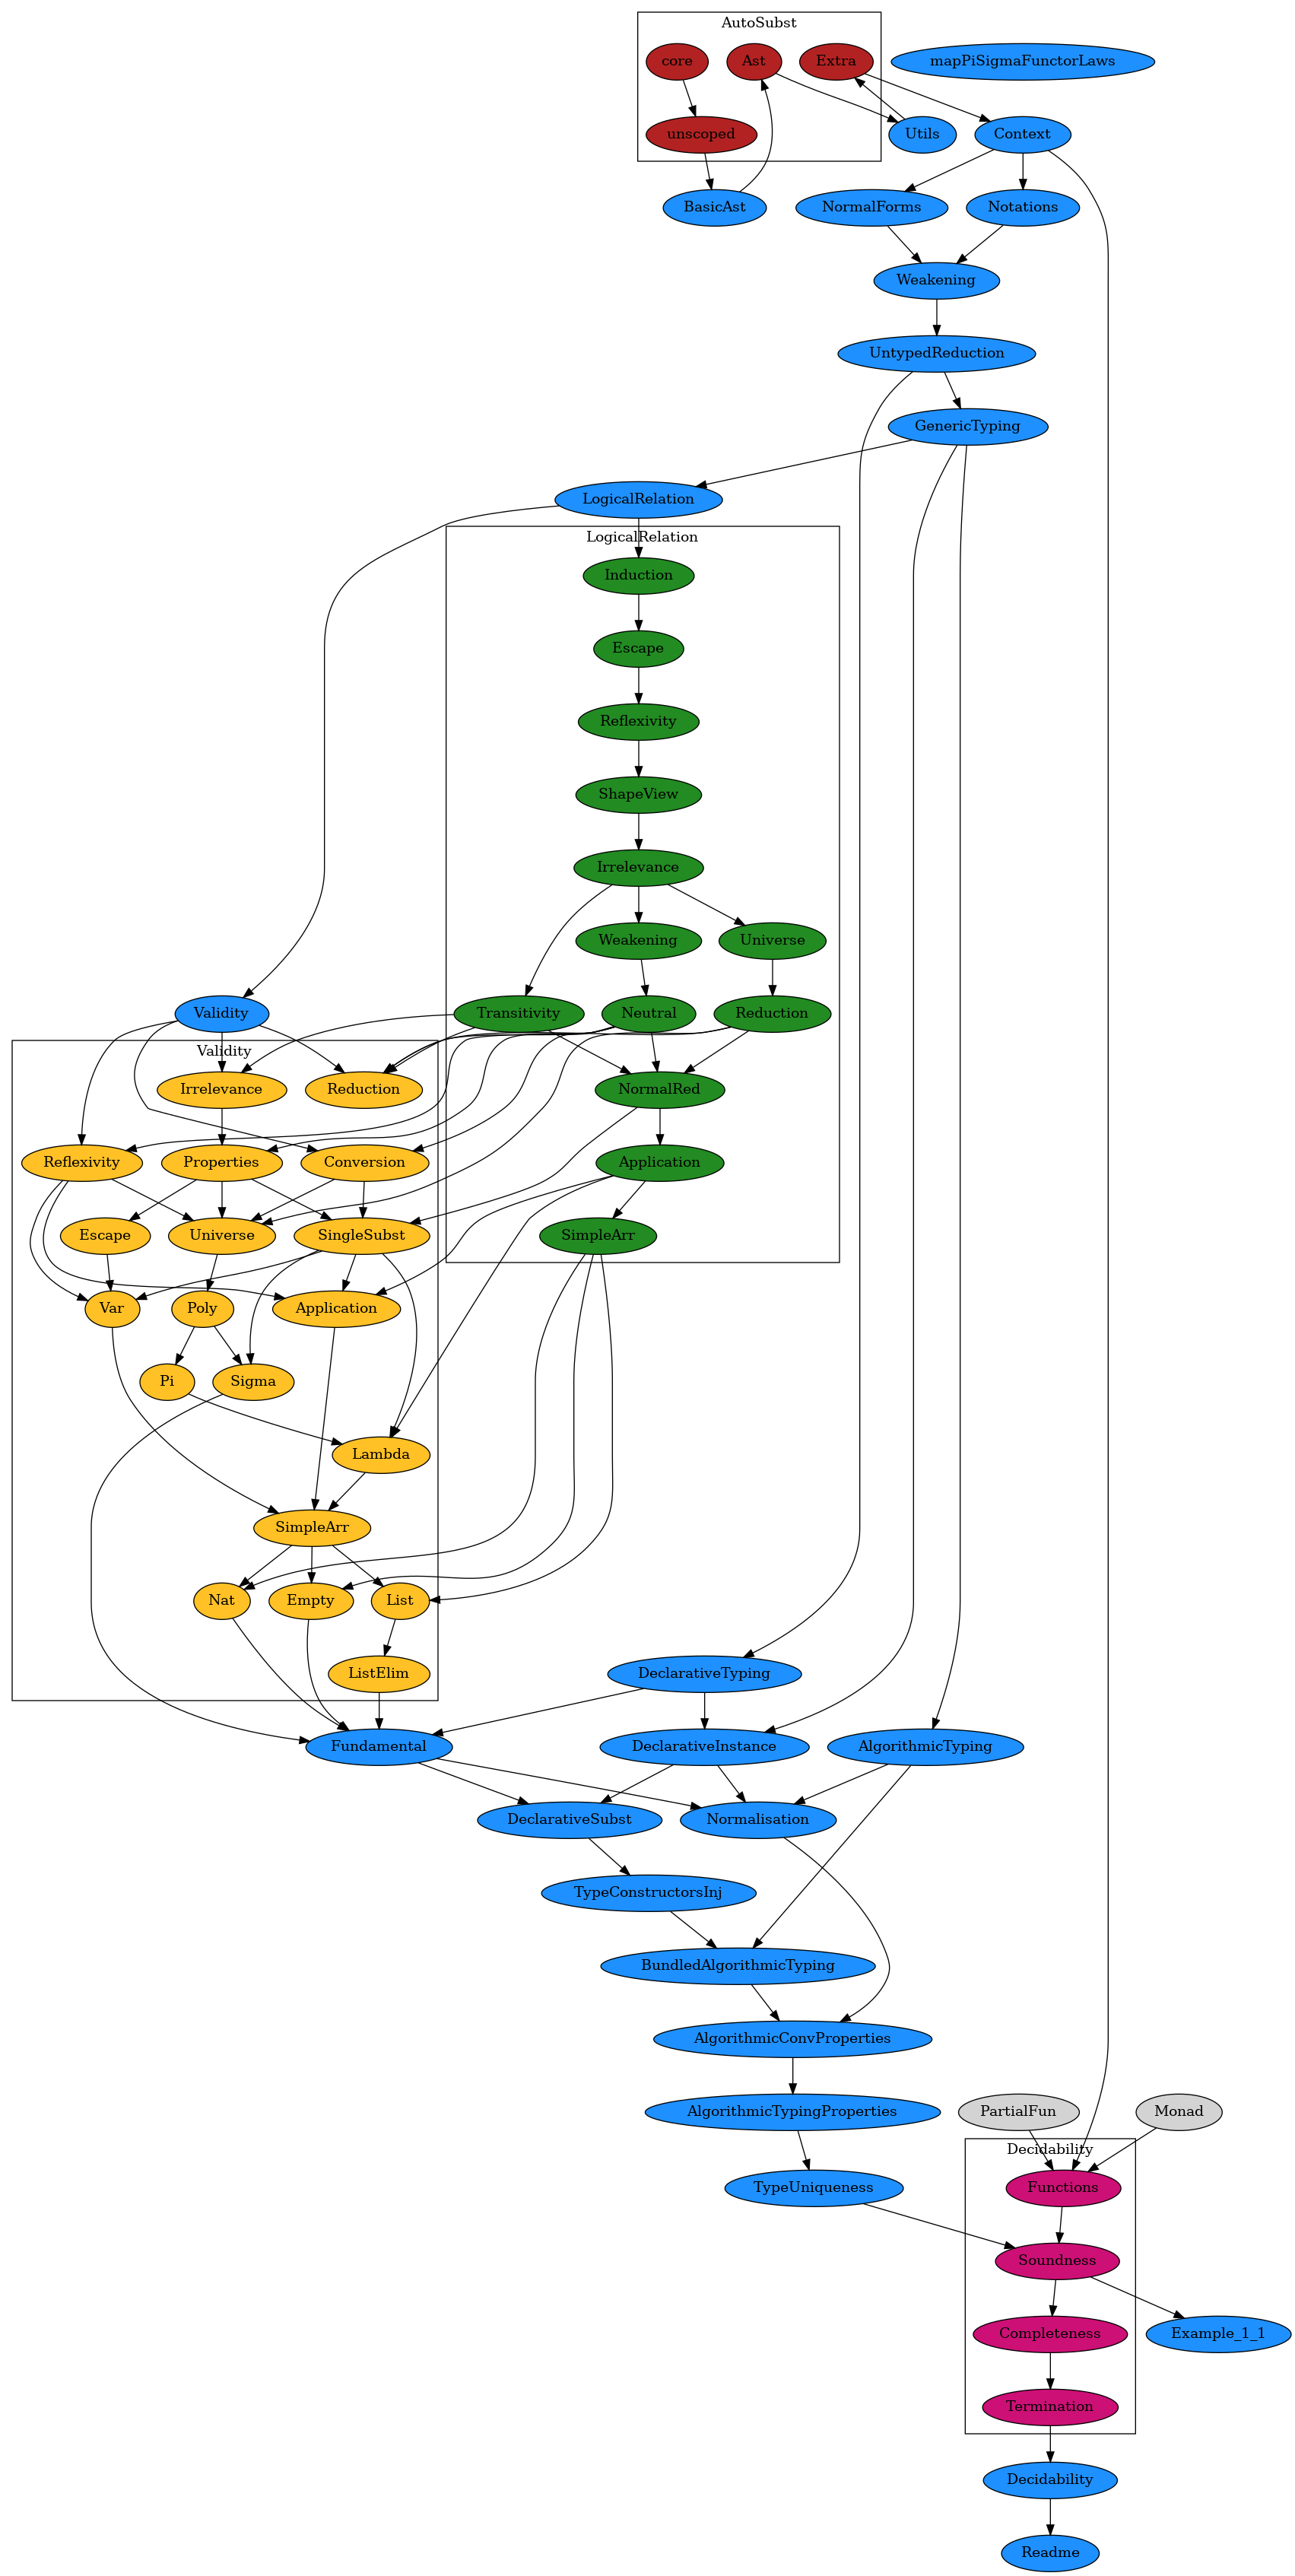 AutoSubst
core
Ast
Extra
mapPiSigmaFunctorLaws
unscoped
Utils
Context
BasicAst
NormalForms
Notations
Weakening
UntypedReduction
GenericTyping
LogicalRelation
LogicalRelation
Induction
Escape
Reflexivity
ShapeView
Irrelevance
Weakening
Universe
Validity
Transitivity
Neutral
Reduction
Validity
Irrelevance
Reduction
NormalRed
Reflexivity
Properties
Conversion
Application
Escape
Universe
SingleSubst
SimpleArr
Var
Poly
Application
Pi
Sigma
Lambda
SimpleArr
Nat
Empty
List
ListElim
DeclarativeTyping
Fundamental
DeclarativeInstance
AlgorithmicTyping
DeclarativeSubst
Normalisation
TypeConstructorsInj
BundledAlgorithmicTyping
AlgorithmicConvProperties
AlgorithmicTypingProperties
PartialFun
Monad
Decidability
TypeUniqueness
Functions
Soundness
Completeness
Example_1_1
Termination
Decidability
Readme